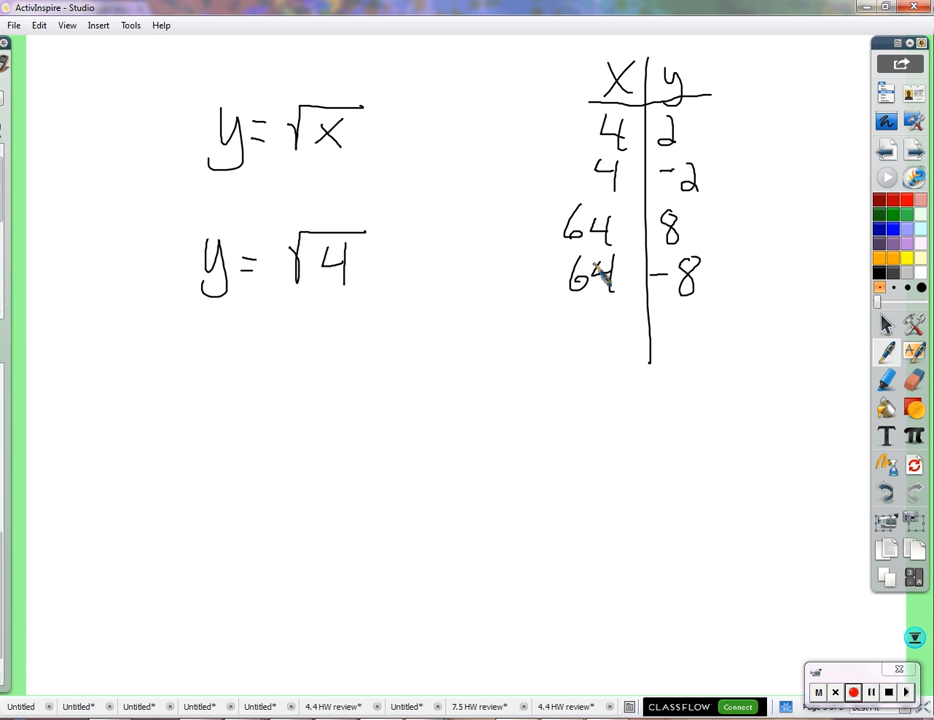 ActivInspire - Studio
File Edit View Insert Tools Help
y = √x
y = √4
x y
4 2
4 -2
64 8
64 -8
T π
Untitled Untitled* Untitled* Untitled* Untitled* 4.4 HW review* Untitled* 7.5 HW review* 4.4 HW review* CLASSFLOW Connect
M